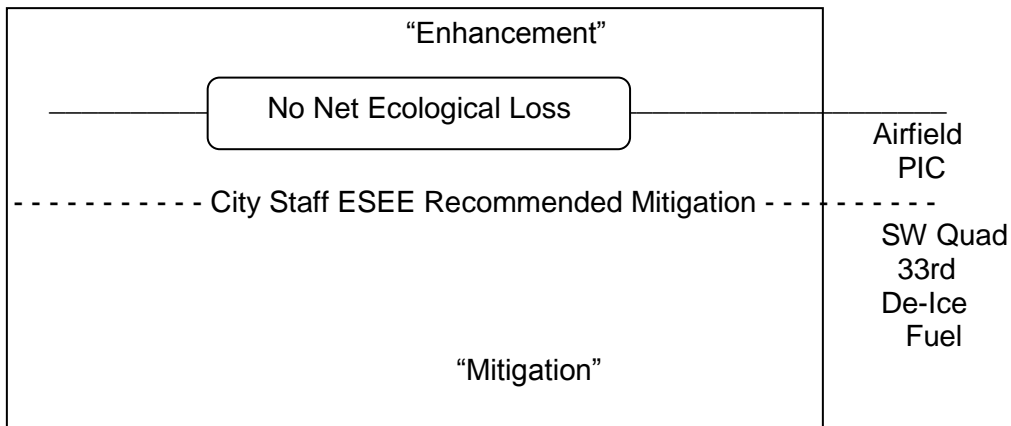 “Enhancement”
No Net Ecological Loss
Airfield
PIC
City Staff ESEE Recommended Mitigation
SW Quad
33rd
De-Ice
Fuel
“Mitigation”